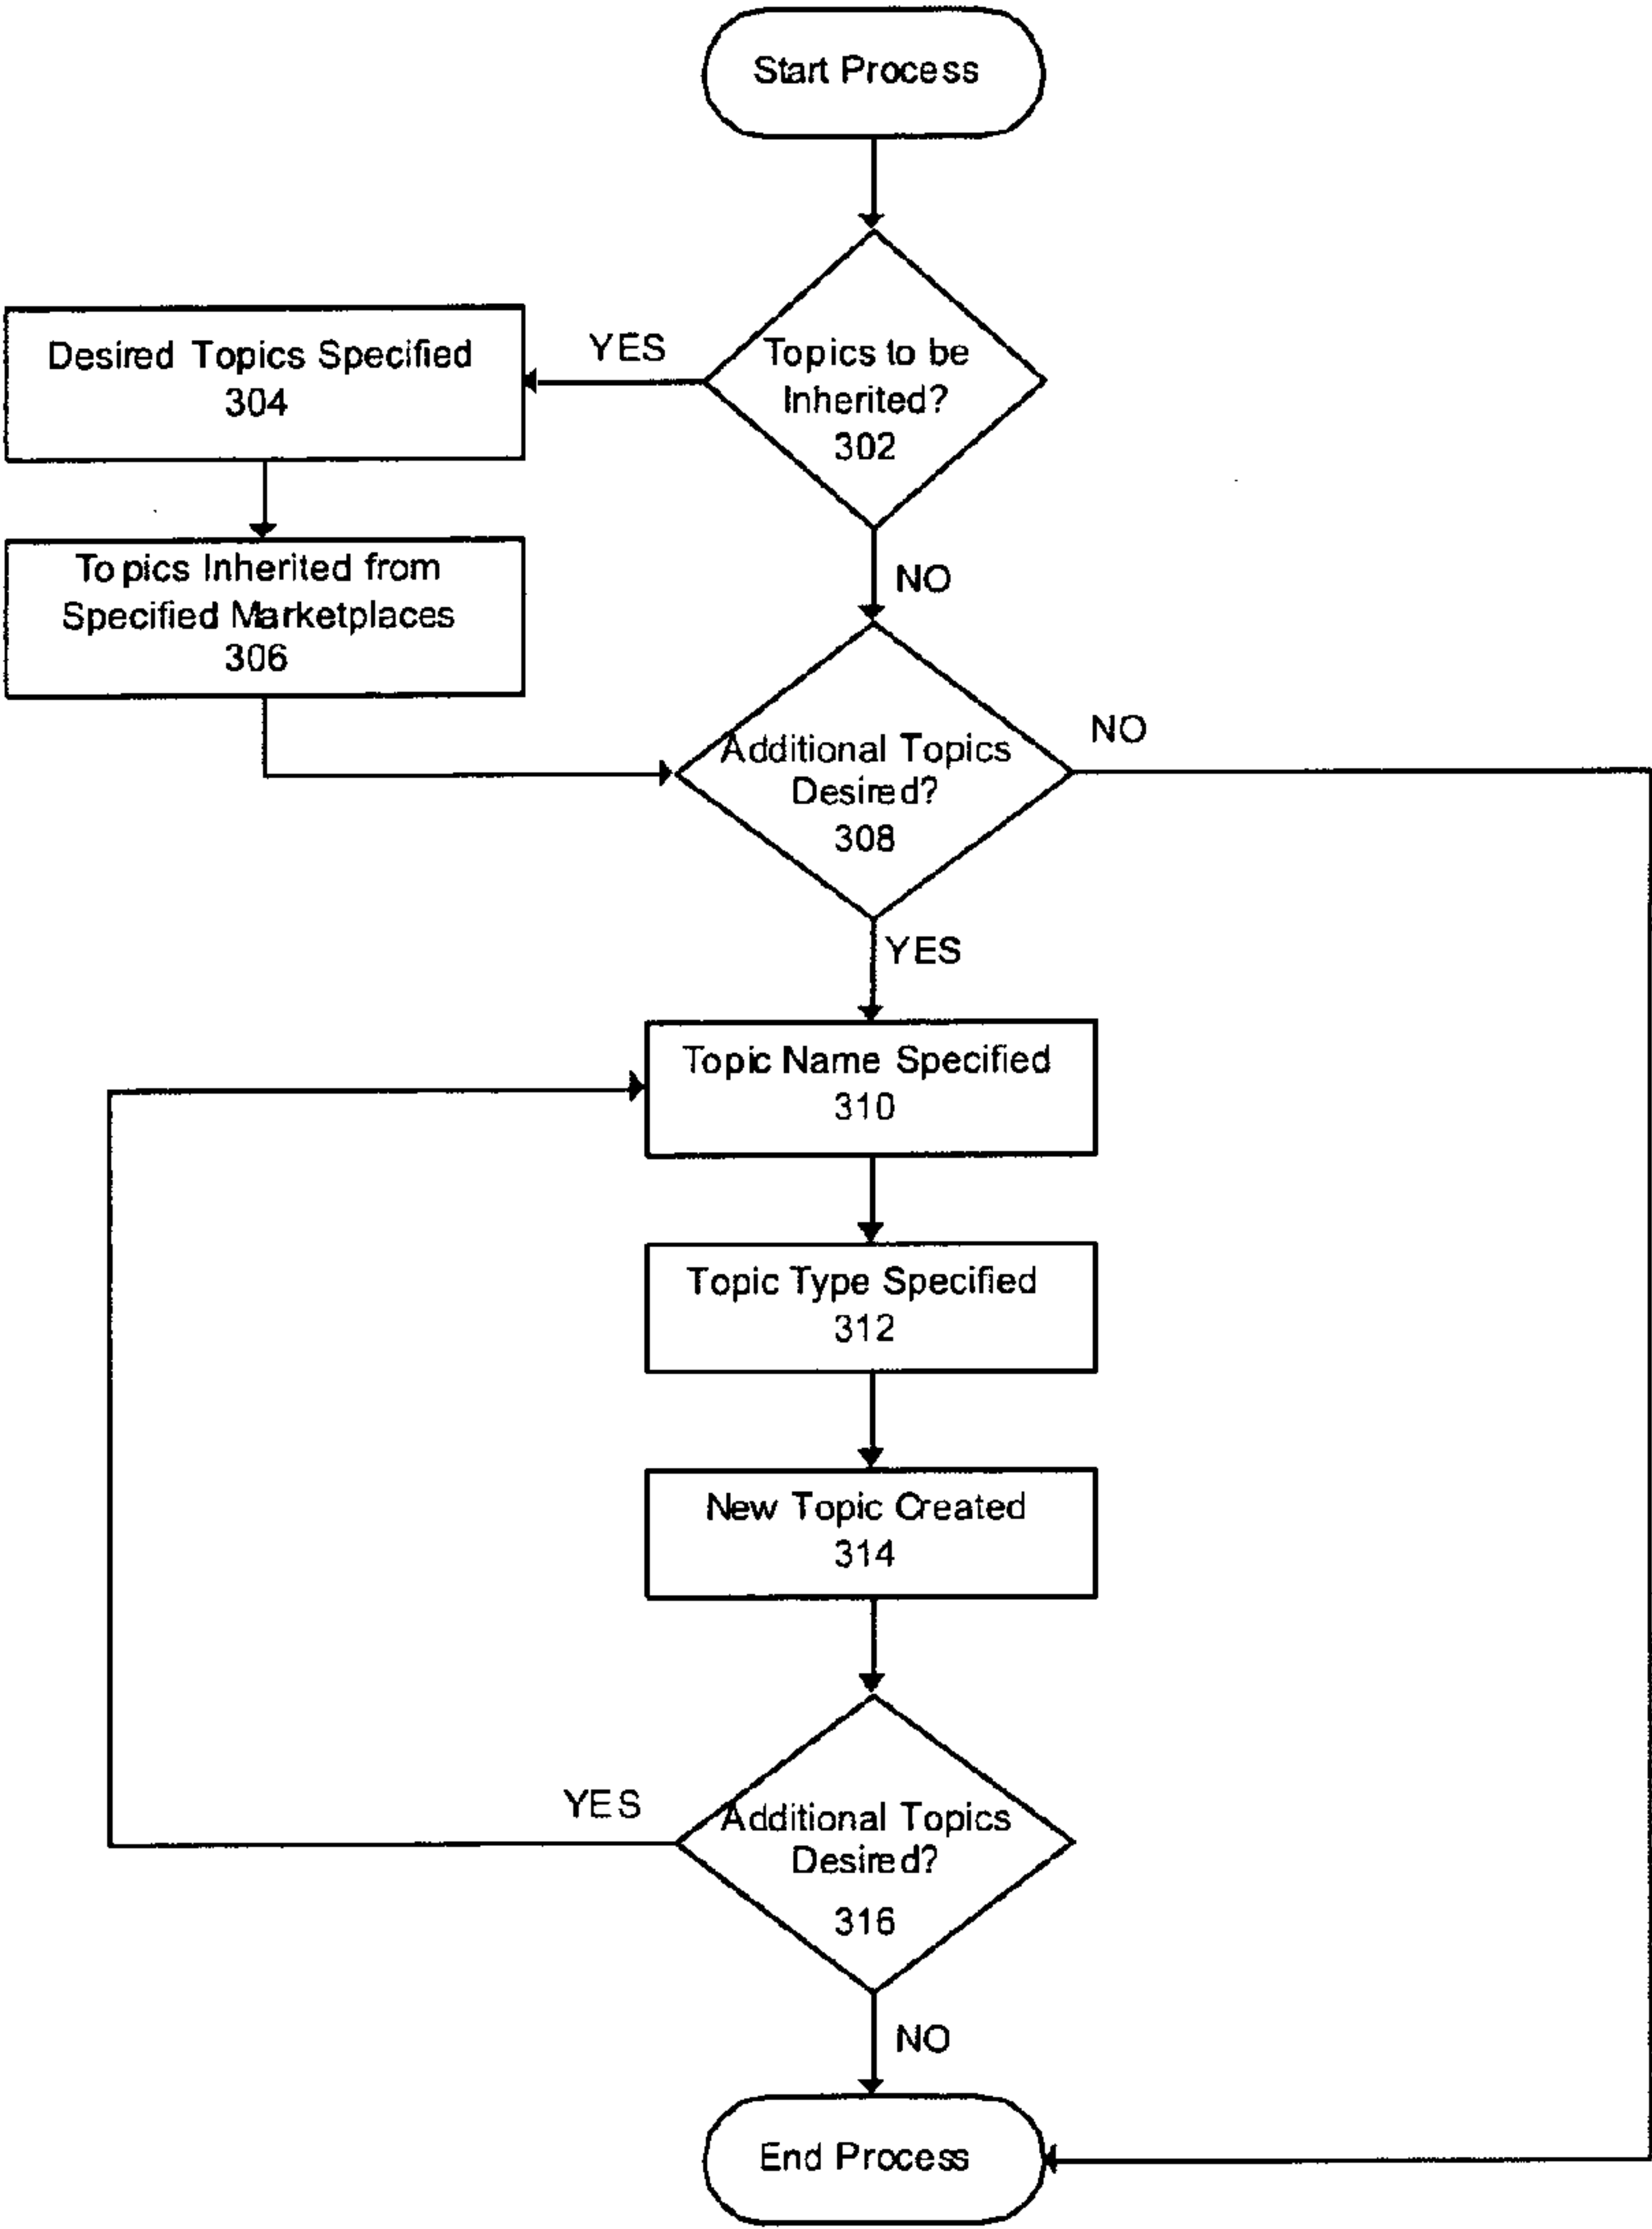 Start Process
Topics to be
Inherited?
302
YES
Desired Topics Specified
304
Topics Inherited from
Specified Marketplaces
306
NO
Additional Topics
Desired?
308
NO
YES
Topic Name Specified
310
Topic Type Specified
312
New Topic Created
314
Additional Topics
Desired?
316
YES
NO
End Process